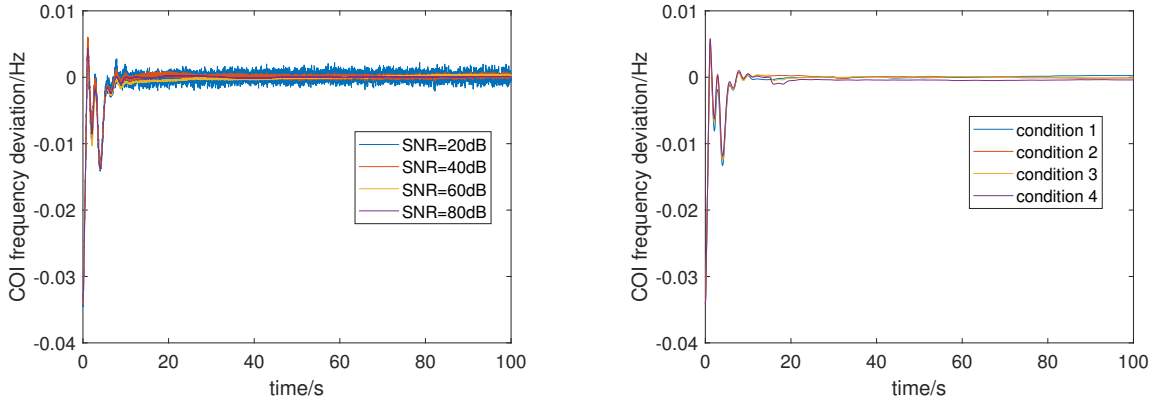 0.01
0
-0.01
-0.02
-0.03
-0.04
COI frequency deviation/Hz
0 20 40 60 80 100
time/s
SNR=20dB
SNR=40dB
SNR=60dB
SNR=80dB
0.01
0
-0.01
-0.02
-0.03
-0.04
COI frequency deviation/Hz
0 20 40 60 80 100
time/s
condition 1
condition 2
condition 3
condition 4